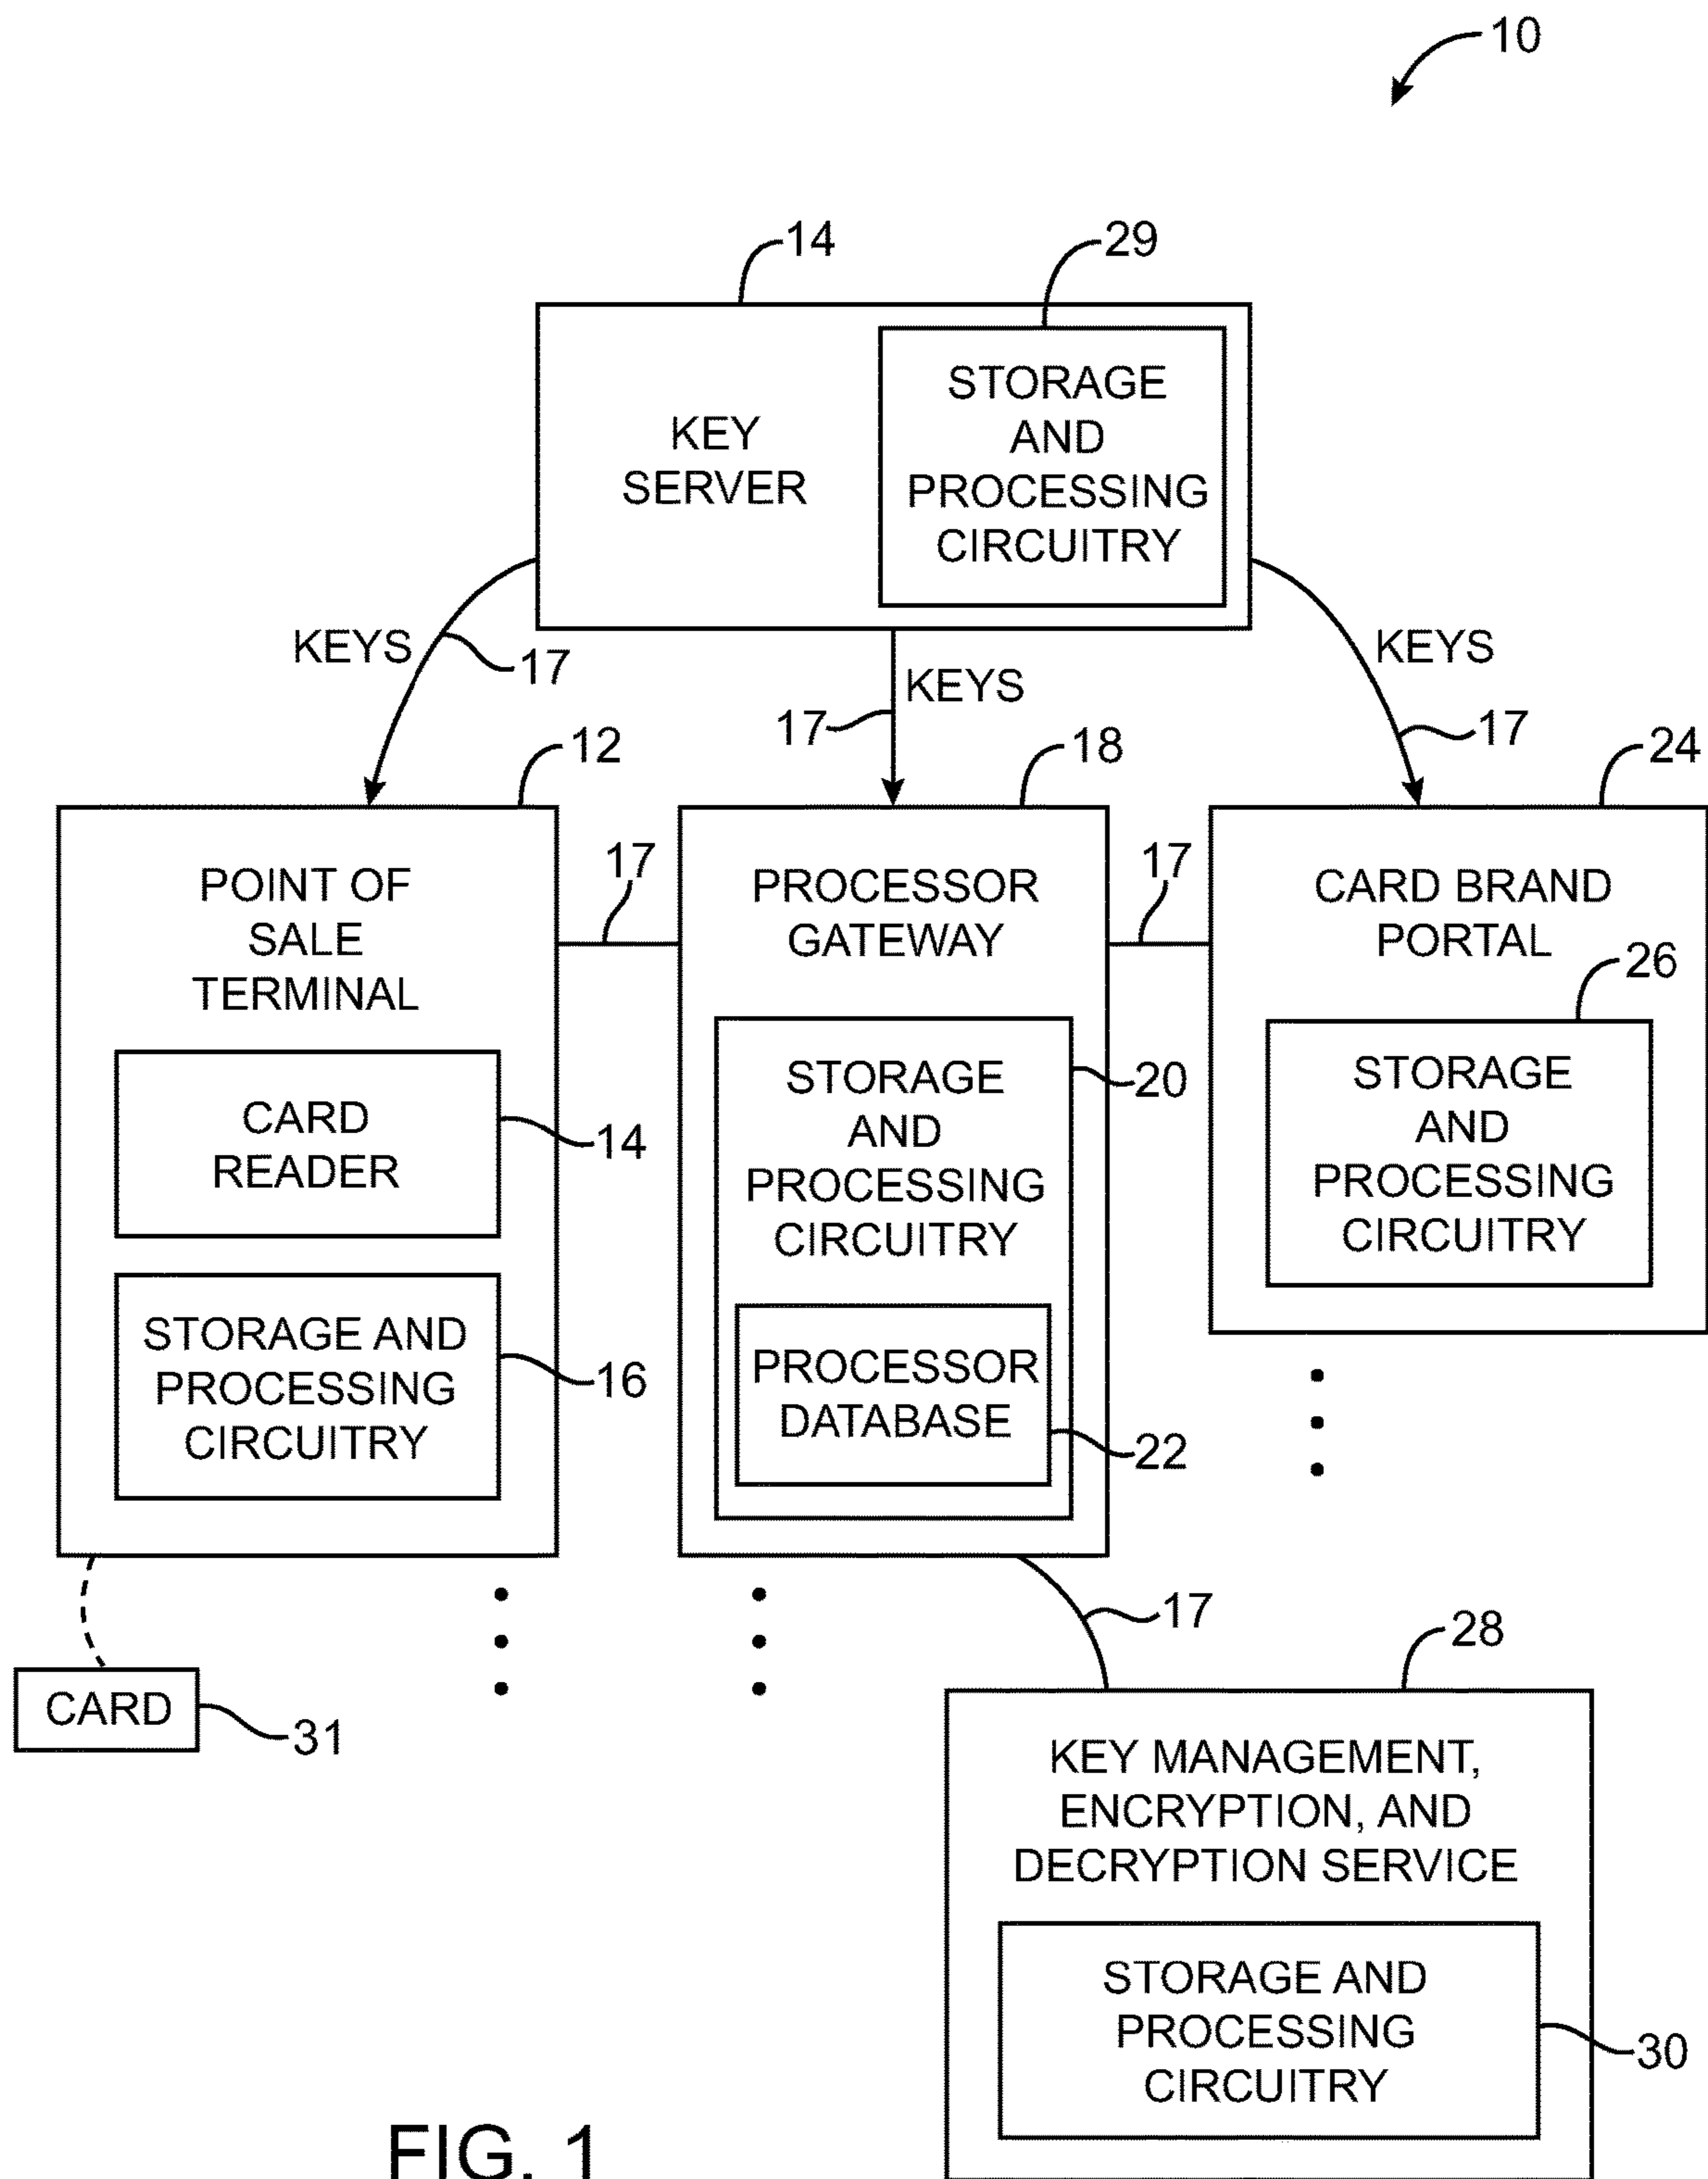 10
14
29
KEY
SERVER
STORAGE
AND
PROCESSING
CIRCUITRY
KEYS
17
KEYS
17
KEYS
17
12
18
24
POINT OF
SALE
TERMINAL
17
PROCESSOR
GATEWAY
17
CARD BRAND
PORTAL
26
CARD
READER
14
STORAGE AND
PROCESSING
CIRCUITRY
16
STORAGE
AND
PROCESSING
CIRCUITRY
20
PROCESSOR
DATABASE
22
STORAGE
AND
PROCESSING
CIRCUITRY
CARD
31
17
28
KEY MANAGEMENT,
ENCRYPTION, AND
DECRYPTION SERVICE
STORAGE AND
PROCESSING
CIRCUITRY
30
FIG. 1